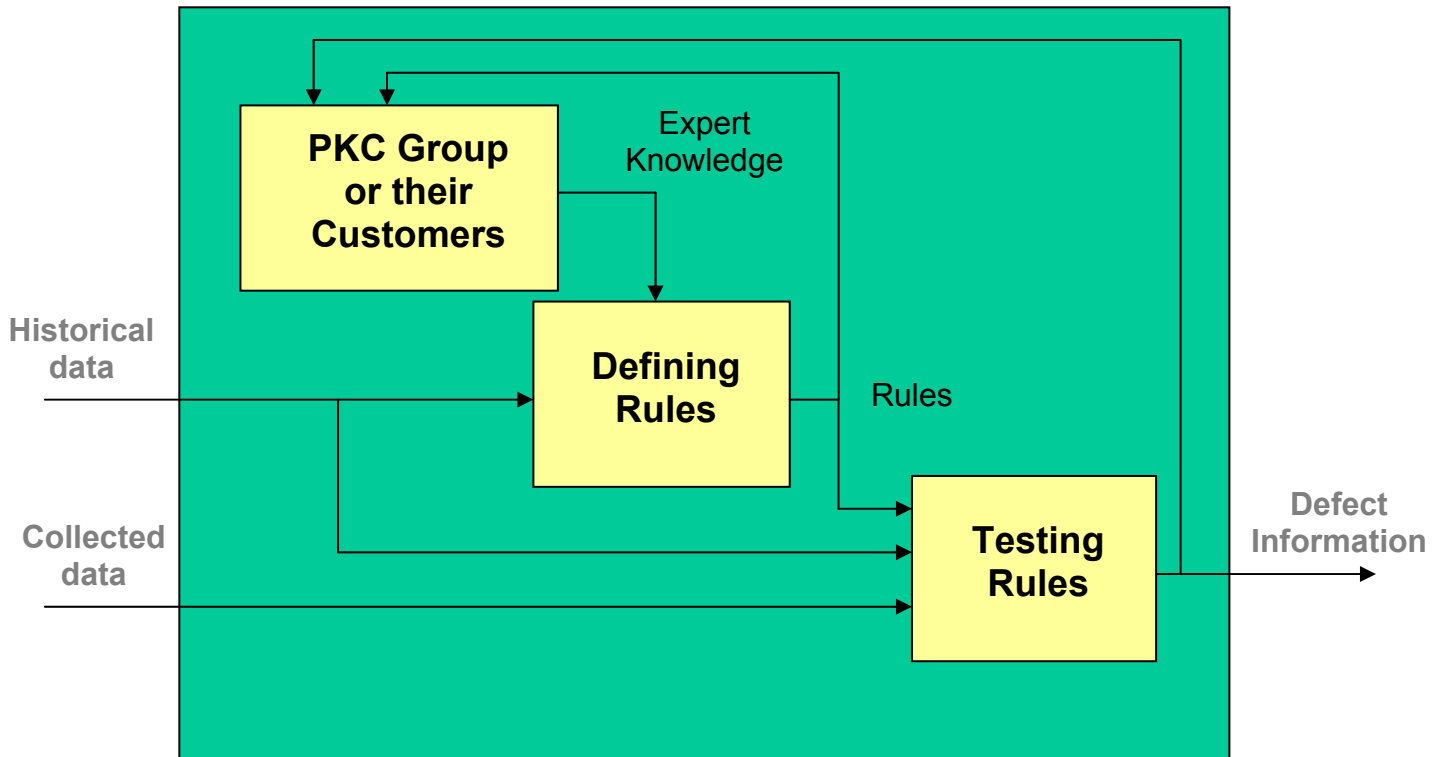 PKC Group
or their
Customers
Expert
Knowledge
Historical
data
Defining
Rules
Rules
Collected
data
Testing
Rules
Defect
Information